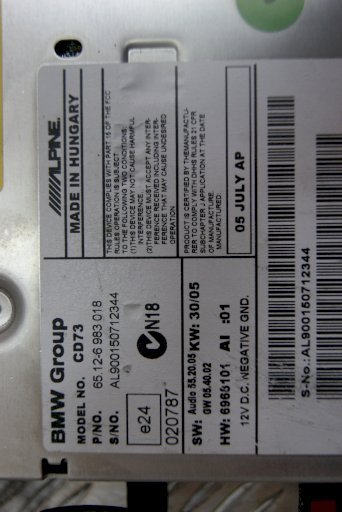 BMW Group
MODEL NO. CD73
P/NO. 65.12-6 983 018
S/NO. AL900150712344
e24
N18
020787
SW: Audio 55.20.05 KW: 30/05
GW 05.40.02
HW: 6965101 AI :01
12V D.C. NEGATIVE GND.
S-No.:AL900150712344
ALPINE
MADE IN HUNGARY
THIS DEVICE COMPLIES WITH PART 15 OF THE FCC
RULES OPERATION IS SUBJECT
TO THE FOLLOWING TWO CONDITIONS:
(1)THIS DEVICE MAY NOT CAUSE HARMFUL
INTERFERENCE.
(2)THIS DEVICE MUST ACCEPT ANY INTER-
FERENCE RECEIVED INCLUDING INTER-
FERENCE THAT MAY CAUSE UNDESIRED
OPERATION
PRODUCT IS CERTIFIED BY THEMANUFACTU-
RER TO COMPLY WITH DHHS RULES 21 CFR
SUBCHAPTER J APPLICATION AT THE DATE
OF MANUFACTURE.
MANUFACTURED
05 JULY AP